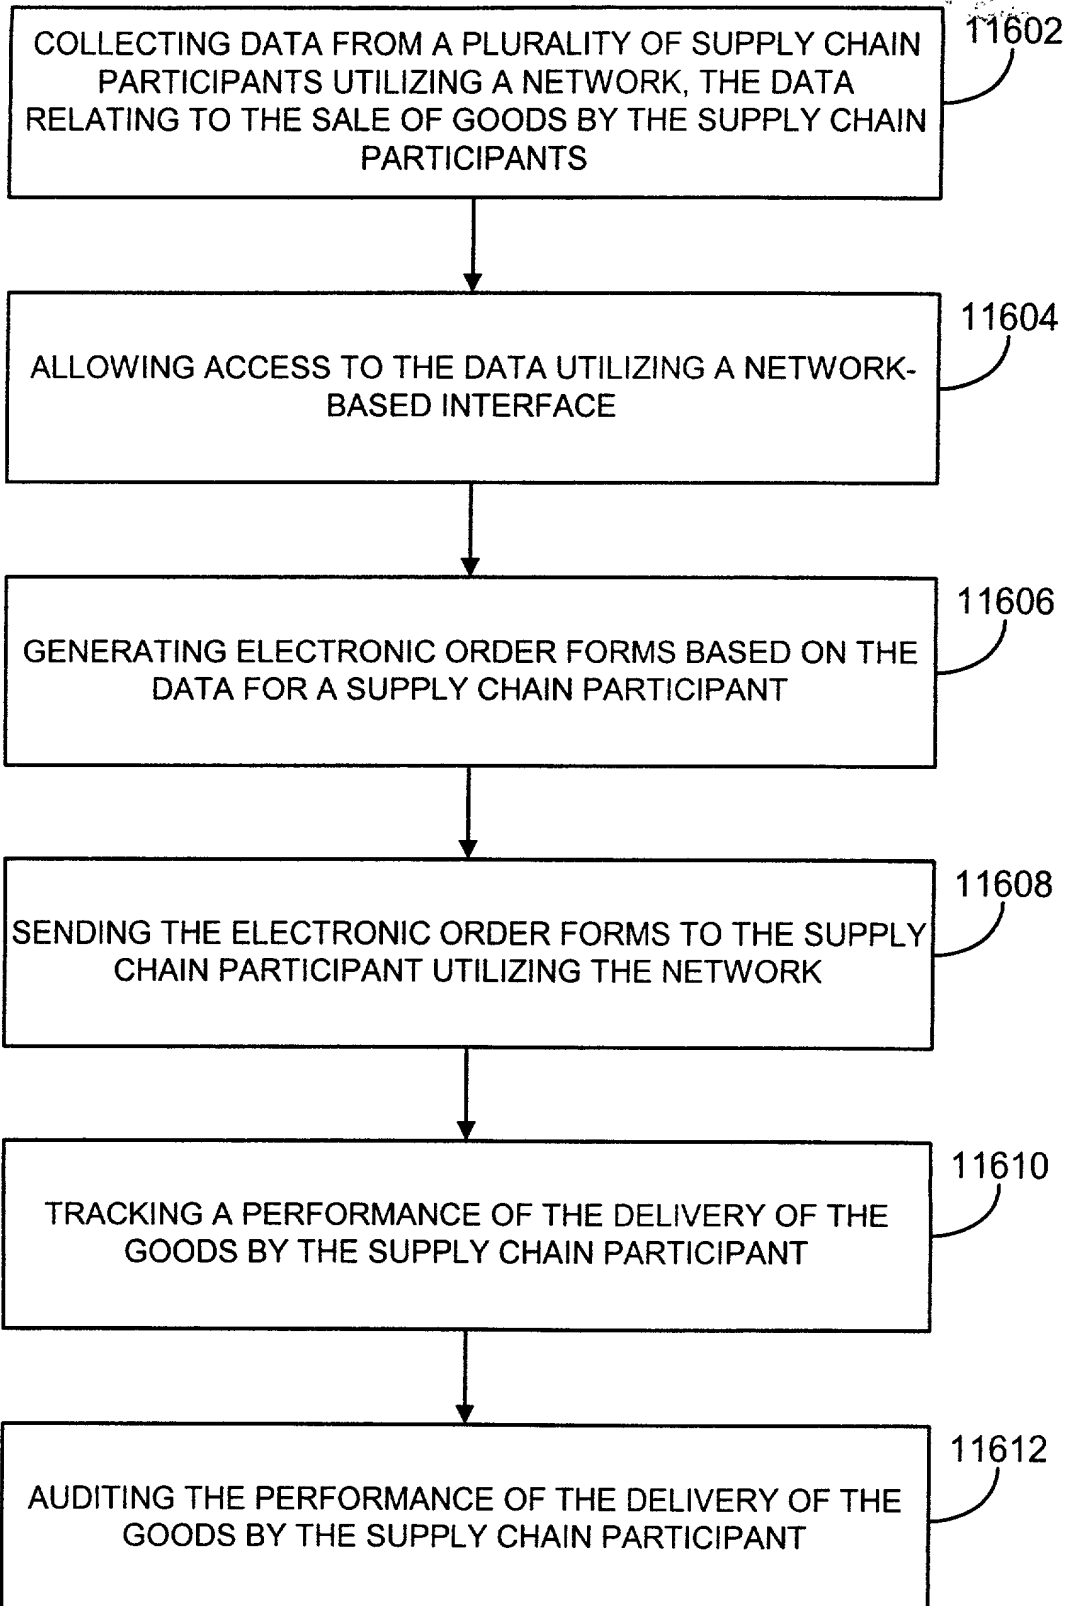 COLLECTING DATA FROM A PLURALITY OF SUPPLY CHAIN
PARTICIPANTS UTILIZING A NETWORK, THE DATA
RELATING TO THE SALE OF GOODS BY THE SUPPLY CHAIN
PARTICIPANTS
11602
ALLOWING ACCESS TO THE DATA UTILIZING A NETWORK-
BASED INTERFACE
11604
GENERATING ELECTRONIC ORDER FORMS BASED ON THE
DATA FOR A SUPPLY CHAIN PARTICIPANT
11606
SENDING THE ELECTRONIC ORDER FORMS TO THE SUPPLY
CHAIN PARTICIPANT UTILIZING THE NETWORK
11608
TRACKING A PERFORMANCE OF THE DELIVERY OF THE
GOODS BY THE SUPPLY CHAIN PARTICIPANT
11610
AUDITING THE PERFORMANCE OF THE DELIVERY OF THE
GOODS BY THE SUPPLY CHAIN PARTICIPANT
11612